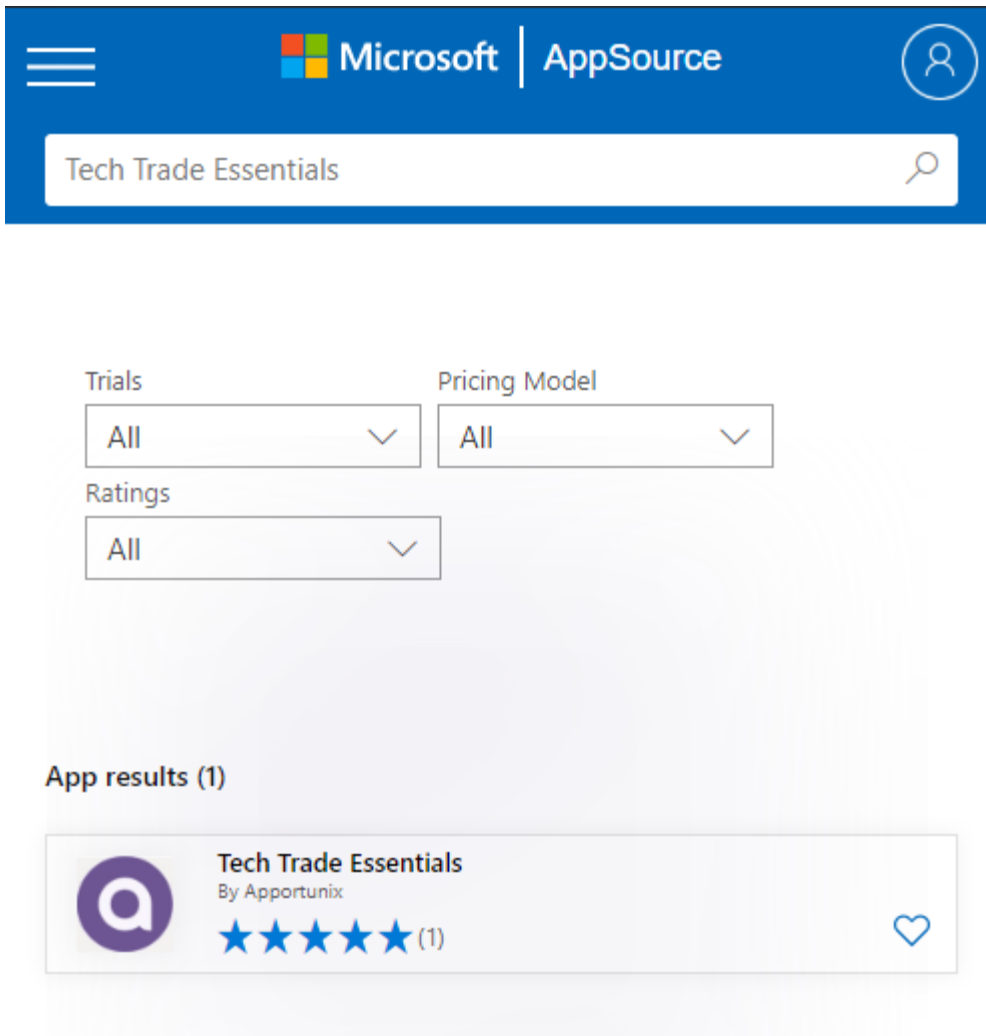 Microsoft | AppSource
Tech Trade Essentials
Trials
Pricing Model
All
All
Ratings
All
App results (1)
Tech Trade Essentials
By Apportunix
(1)